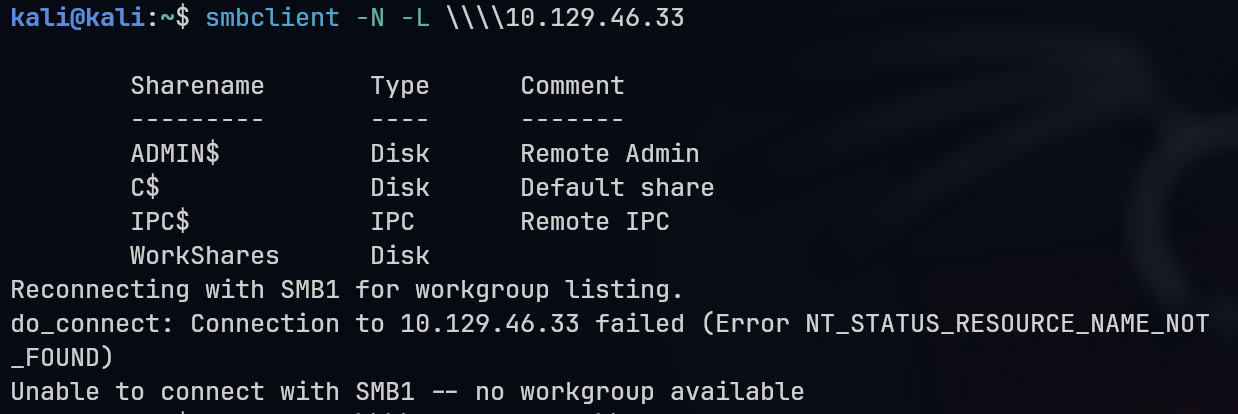 kali@kali:~$ smbclient -N -L \\\\10.129.46.33
Sharename Type Comment
--------- ---- -------
ADMIN$ Disk Remote Admin
C$ Disk Default share
IPC$ IPC Remote IPC
WorkShares Disk
Reconnecting with SMB1 for workgroup listing.
do_connect: Connection to 10.129.46.33 failed (Error NT_STATUS_RESOURCE_NAME_NOT
_FOUND)
Unable to connect with SMB1 -- no workgroup available